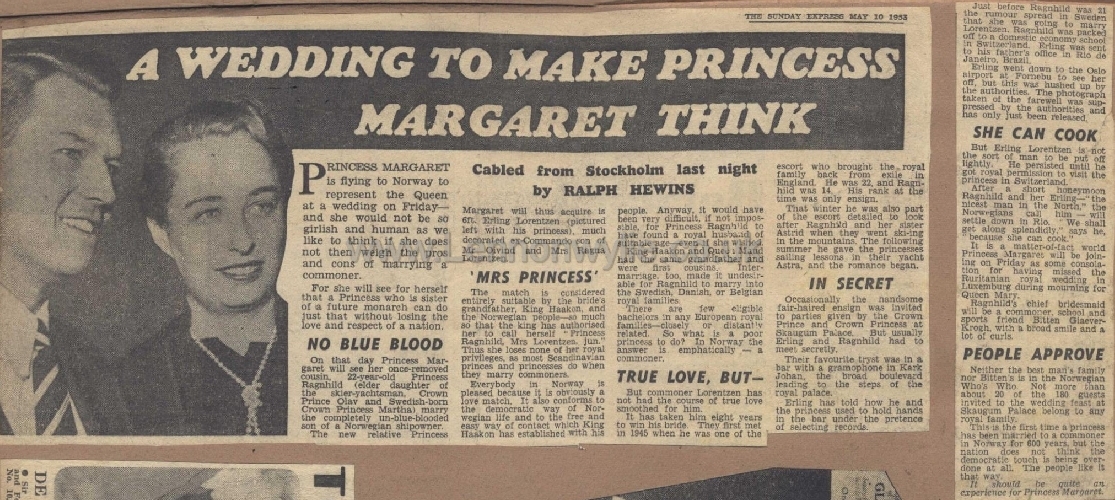 THE SUNDAY EXPRESS MAY 10 1953
A WEDDING TO MAKE PRINCESS
MARGARET THINK
PRINCESS MARGARET
is flying to Norway to
represent the Queen
at a wedding on Friday—
and she would not be so
girlish and human as we
like to think if she does
not then weigh the pros
and cons of marrying a
commoner.
For she will see for herself
that a Princess who is sister
of a future monarch can do
just that without losing the
love and respect of a nation.
NO BLUE BLOOD
On that day Princess Mar-
garet will see her once-removed
cousin, 22-year-old Princess
Ragnhild (elder daughter of
the skier-yachtsman, Crown
Prince Olav and Swedish-born
Crown Princess Martha) marry
the completely un-blue-blooded
son of a Norwegian shipowner.
The new relative Princess
Cabled from Stockholm last night
by RALPH HEWINS
Margaret will thus acquire is
6ft. Erling Lorentzen (pictured
left with his princess), much
decorated ex-Commando son of
Mr. Oivind and Mrs. Ragna
Lorentzen.
'MRS PRINCESS'
The match is considered
entirely suitable by the bride's
grandfather, King Haakon, and
the Norwegian people—so much
so that the king has authorised
her to call herself "Princess
Ragnhild, Mrs Lorentzen, jun."
Thus she loses none of her royal
privileges, as most Scandinavian
princes and princesses do when
they marry commoners.
Everybody in Norway is
pleased because it is obviously a
love match. It also conforms to
the democratic way of Nor-
wegian life and to the free and
easy way of contact which King
Haakon has established with his
people. Anyway, it would have
been very difficult, if not impos-
sible, for Princess Ragnhild to
have found a royal husband of
suitable age—and she wanted
King Haakon and Queen Maud
had the same grandfather and
were first cousins. Inter-
marriage, too, made it undesir-
able for Ragnhild to marry into
the Swedish, Danish, or Belgian
royal families.
There are few eligible
bachelors in any European royal
families—closely or distantly
related. So what is a poor
princess to do? In Norway the
answer is emphatically — a
commoner.
TRUE LOVE, BUT—
But commoner Lorentzen has
not had the course of true love
smoothed for him.
It has taken him eight years
to win his bride. They first met
in 1945 when he was one of the
escort who brought the royal
family back from exile in
England. He was 22, and Ragn-
hild was 14. His rank at the
time was only ensign.
That winter he was also part
of the escort detailed to look
after Ragnhild and her sister
Astrid when they went ski-ing
in the mountains. The following
summer he gave the princesses
sailing lessons in their yacht
Astra, and the romance began.
IN SECRET
Occasionally the handsome
fair-haired ensign was invited
to parties given by the Crown
Prince and Crown Princess at
Skaugum Palace. But usually
Erling and Ragnhild had to
meet secretly.
Their favourite tryst was in a
bar with a gramophone in Kark
Johan, the broad boulevard
leading to the steps of the
royal palace.
Erling has told how he and
the princess used to hold hands
in the bar under the pretence
of selecting records.
Just before Ragnhild was 21
the rumour spread in Sweden
that she was going to marry
Lorentzen. Ragnhild was packed
off to a domestic economy school
in Switzerland. Erling was sent
to his father's office in Rio de
Janeiro, Brazil.
Erling went down to the Oslo
airport at Fornebu to see her
off, but this was hushed up by
the authorities. The photograph
taken of the farewell was sup-
pressed by the authorities and
has only just been released.
SHE CAN COOK
But Erling Lorentzen is not
the sort of man to be put off
lightly. He persisted until he
got royal permission to visit the
princess in Switzerland.
After a short honeymoon
Ragnhild and her Erling—"the
nicest man in the North," the
Norwegians call him — will
settle down in Rio. "We shall
get along splendidly," says he,
"because she can cook."
It is a matter-of-fact world
Princess Margaret will be join-
ing on Friday as some consola-
tion for having missed the
Ruritanian royal wedding in
Luxemburg during mourning for
Queen Mary.
Ragnhild's chief bridesmaid
will be a commoner, school and
sports friend Bitten Giaever-
Krogh, with a broad smile and a
lot of curls.
PEOPLE APPROVE
Neither the best man's family
nor Bitten's is in the Norwegian
Who's Who. Not more than
about 20 of the 180 guests
invited to the wedding feast at
Skaugum Palace belong to any
royal family.
This is the first time a princess
has been married to a commoner
in Norway for 600 years, but the
nation does not think the
democratic touch is being over-
done at all. The people like it
that way.
It should be quite an
experience for Princess Margaret.
DE
T